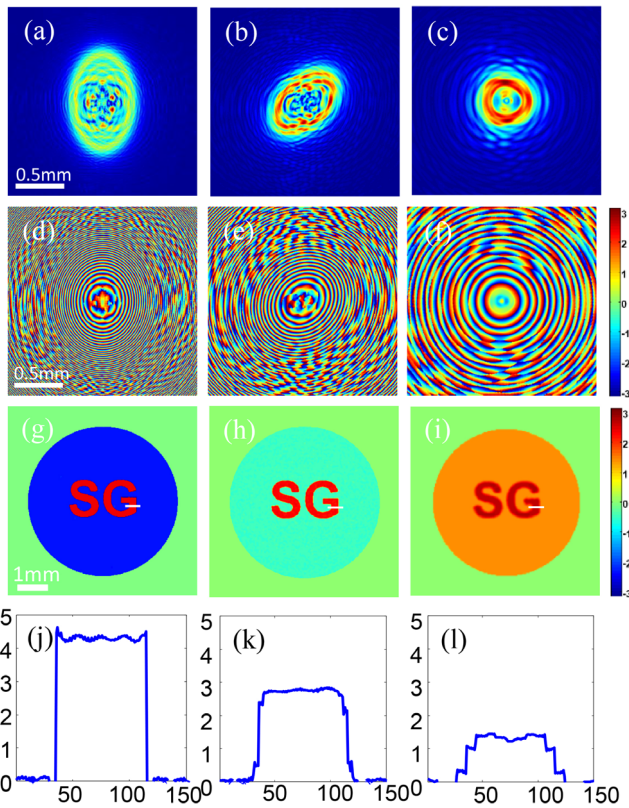 (a) (b) (c)
0.5mm
(d) (e) (f)
0.5mm
3
2
1
0
-1
-2
-3
(g) (h) (i)
SG SG SG
1mm
3
2
1
0
-1
-2
-3
(j) (k) (l)
5 5 5
4 4 4
3 3 3
2 2 2
1 1 1
0 0 0
50 100 150 50 100 150 50 100 150